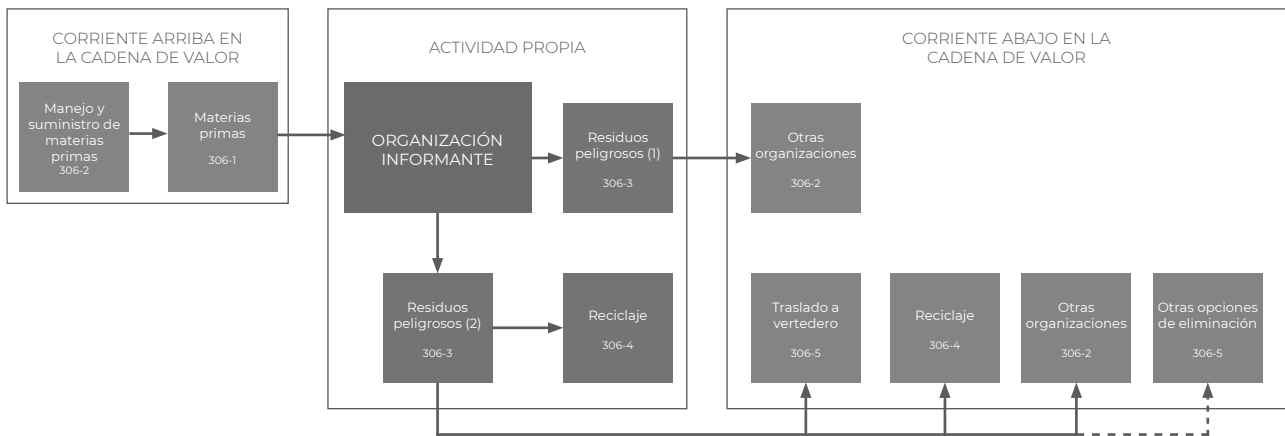 CORRIENTE ARRIBA EN
LA CADENA DE VALOR
Manejo y
suministro de
materias
primas
306-2
Materias
primas
306-1
ACTIVIDAD PROPIA
ORGANIZACIÓN
INFORMANTE
Residuos
peligrosos (1)
306-3
Residuos
peligrosos (2)
306-3
Reciclaje
306-4
CORRIENTE ABAJO EN LA
CADENA DE VALOR
Otras
organizaciones
306-2
Traslado a
vertedero
306-5
Reciclaje
306-4
Otras
organizaciones
306-2
Otras opciones
de eliminación
306-5